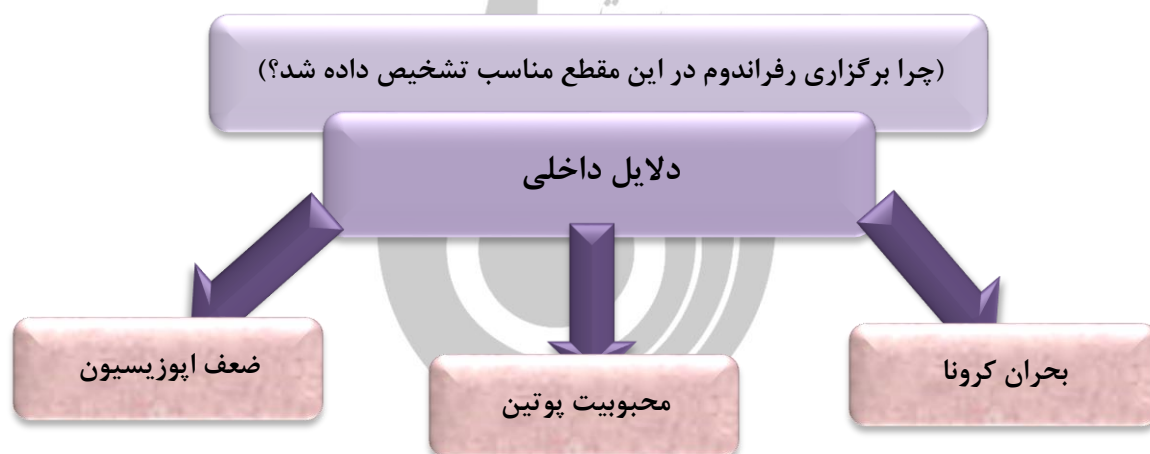 (چرا برگزاری رفراندوم در این مقطع مناسب تشخیص داده شد؟)
دلایل داخلی
بحران کرونا
محبوبیت پوتین
ضعف اپوزیسیون